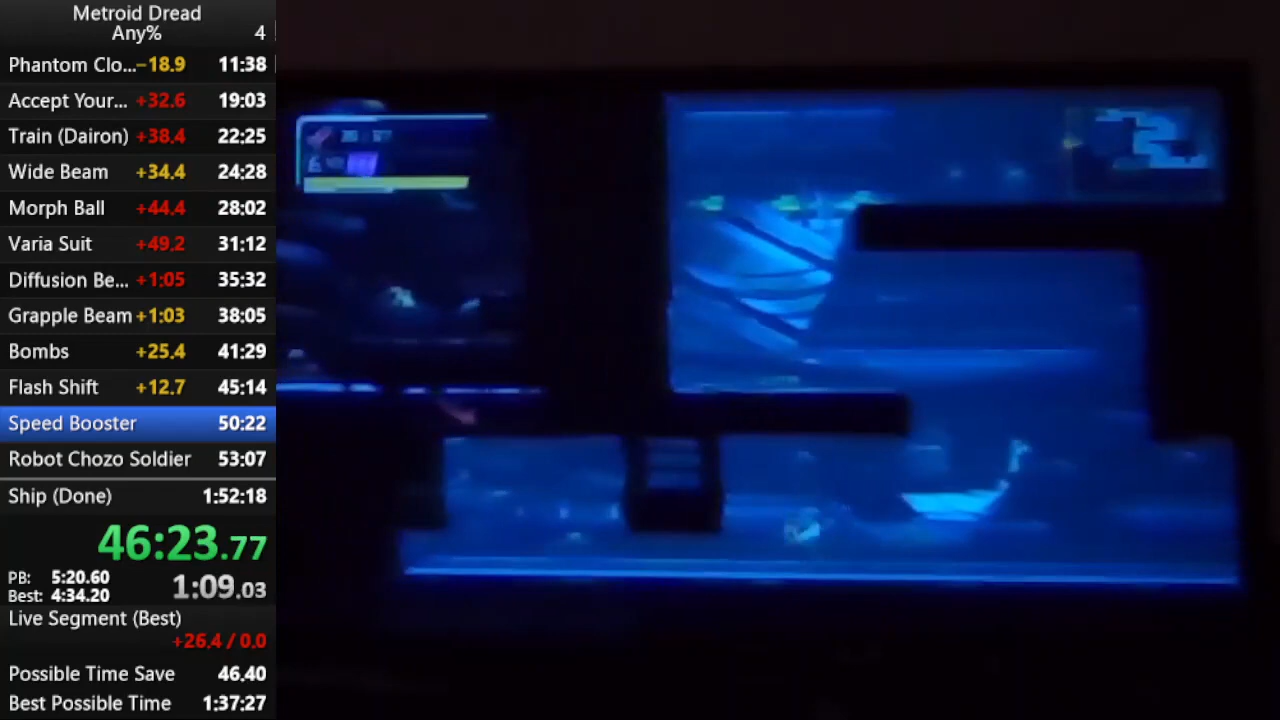 Metroid Dread
Any% 4
Phantom Clo... −18.9 11:38
Accept Your... +32.6 19:03
Train (Dairon) +38.4 22:25
Wide Beam +34.4 24:28
Morph Ball +44.4 28:02
Varia Suit +49.2 31:12
Diffusion Be... +1:05 35:32
Grapple Beam +1:03 38:05
Bombs +25.4 41:29
Flash Shift +12.7 45:14
Speed Booster 50:22
Robot Chozo Soldier 53:07
Ship (Done) 1:52:18
46:23.77
PB: 5:20.60
Best: 4:34.20
1:09.03
Live Segment (Best)
+26.4 / 0.0
Possible Time Save 46.40
Best Possible Time 1:37:27